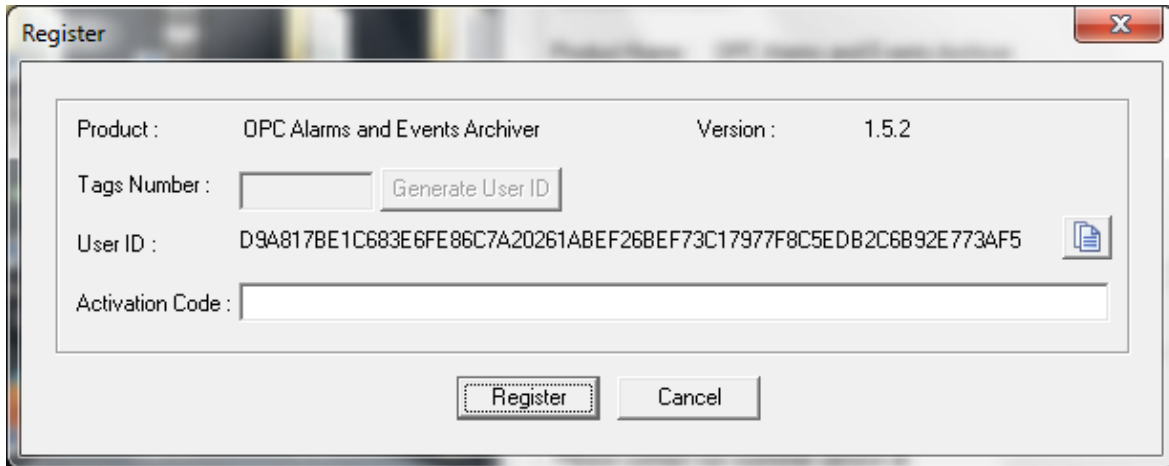 Register
Product : OPC Alarms and Events Archiver Version : 1.5.2
Tags Number : Generate User ID
User ID : D9A817BE1C683E6FE86C7A20261ABEF26BEF73C17977F8C5EDB2C6B92E773AF5
Activation Code :
Register Cancel